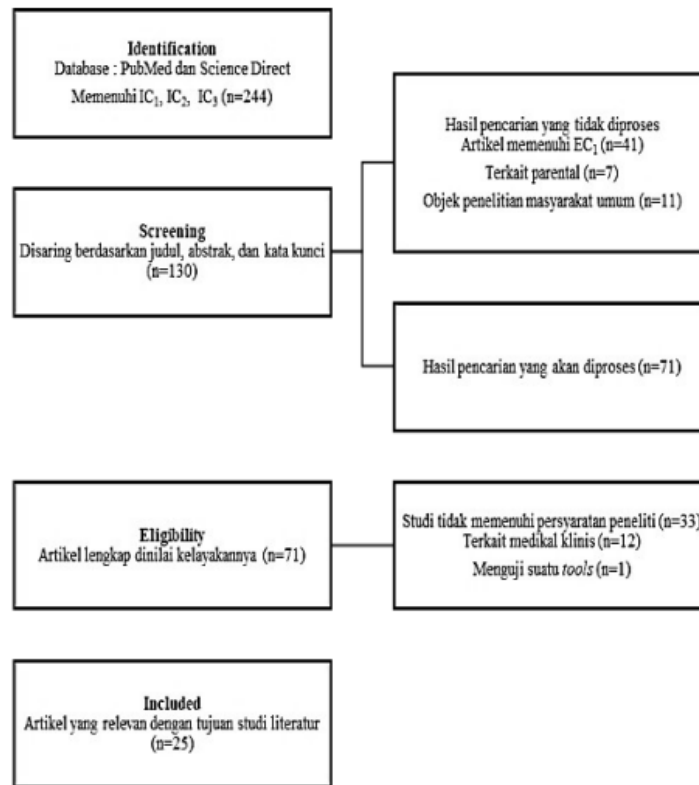 Identification
Database : PubMed dan Science Direct
Memenuhi IC₁, IC₂, IC₃ (n=244)
Hasil pencarian yang tidak diproses
Artikel memenuhi EC₁ (n=41)
Terkait parental (n=7)
Objek penelitian masyarakat umum (n=11)
Screening
Disaring berdasarkan judul, abstrak, dan kata kunci
(n=130)
Hasil pencarian yang akan diproses (n=71)
Eligibility
Artikel lengkap dinilai kelayakannya (n=71)
Studi tidak memenuhi persyaratan peneliti (n=33)
Terkait medikal klinis (n=12)
Menguji suatu tools (n=1)
Included
Artikel yang relevan dengan tujuan studi literatur
(n=25)